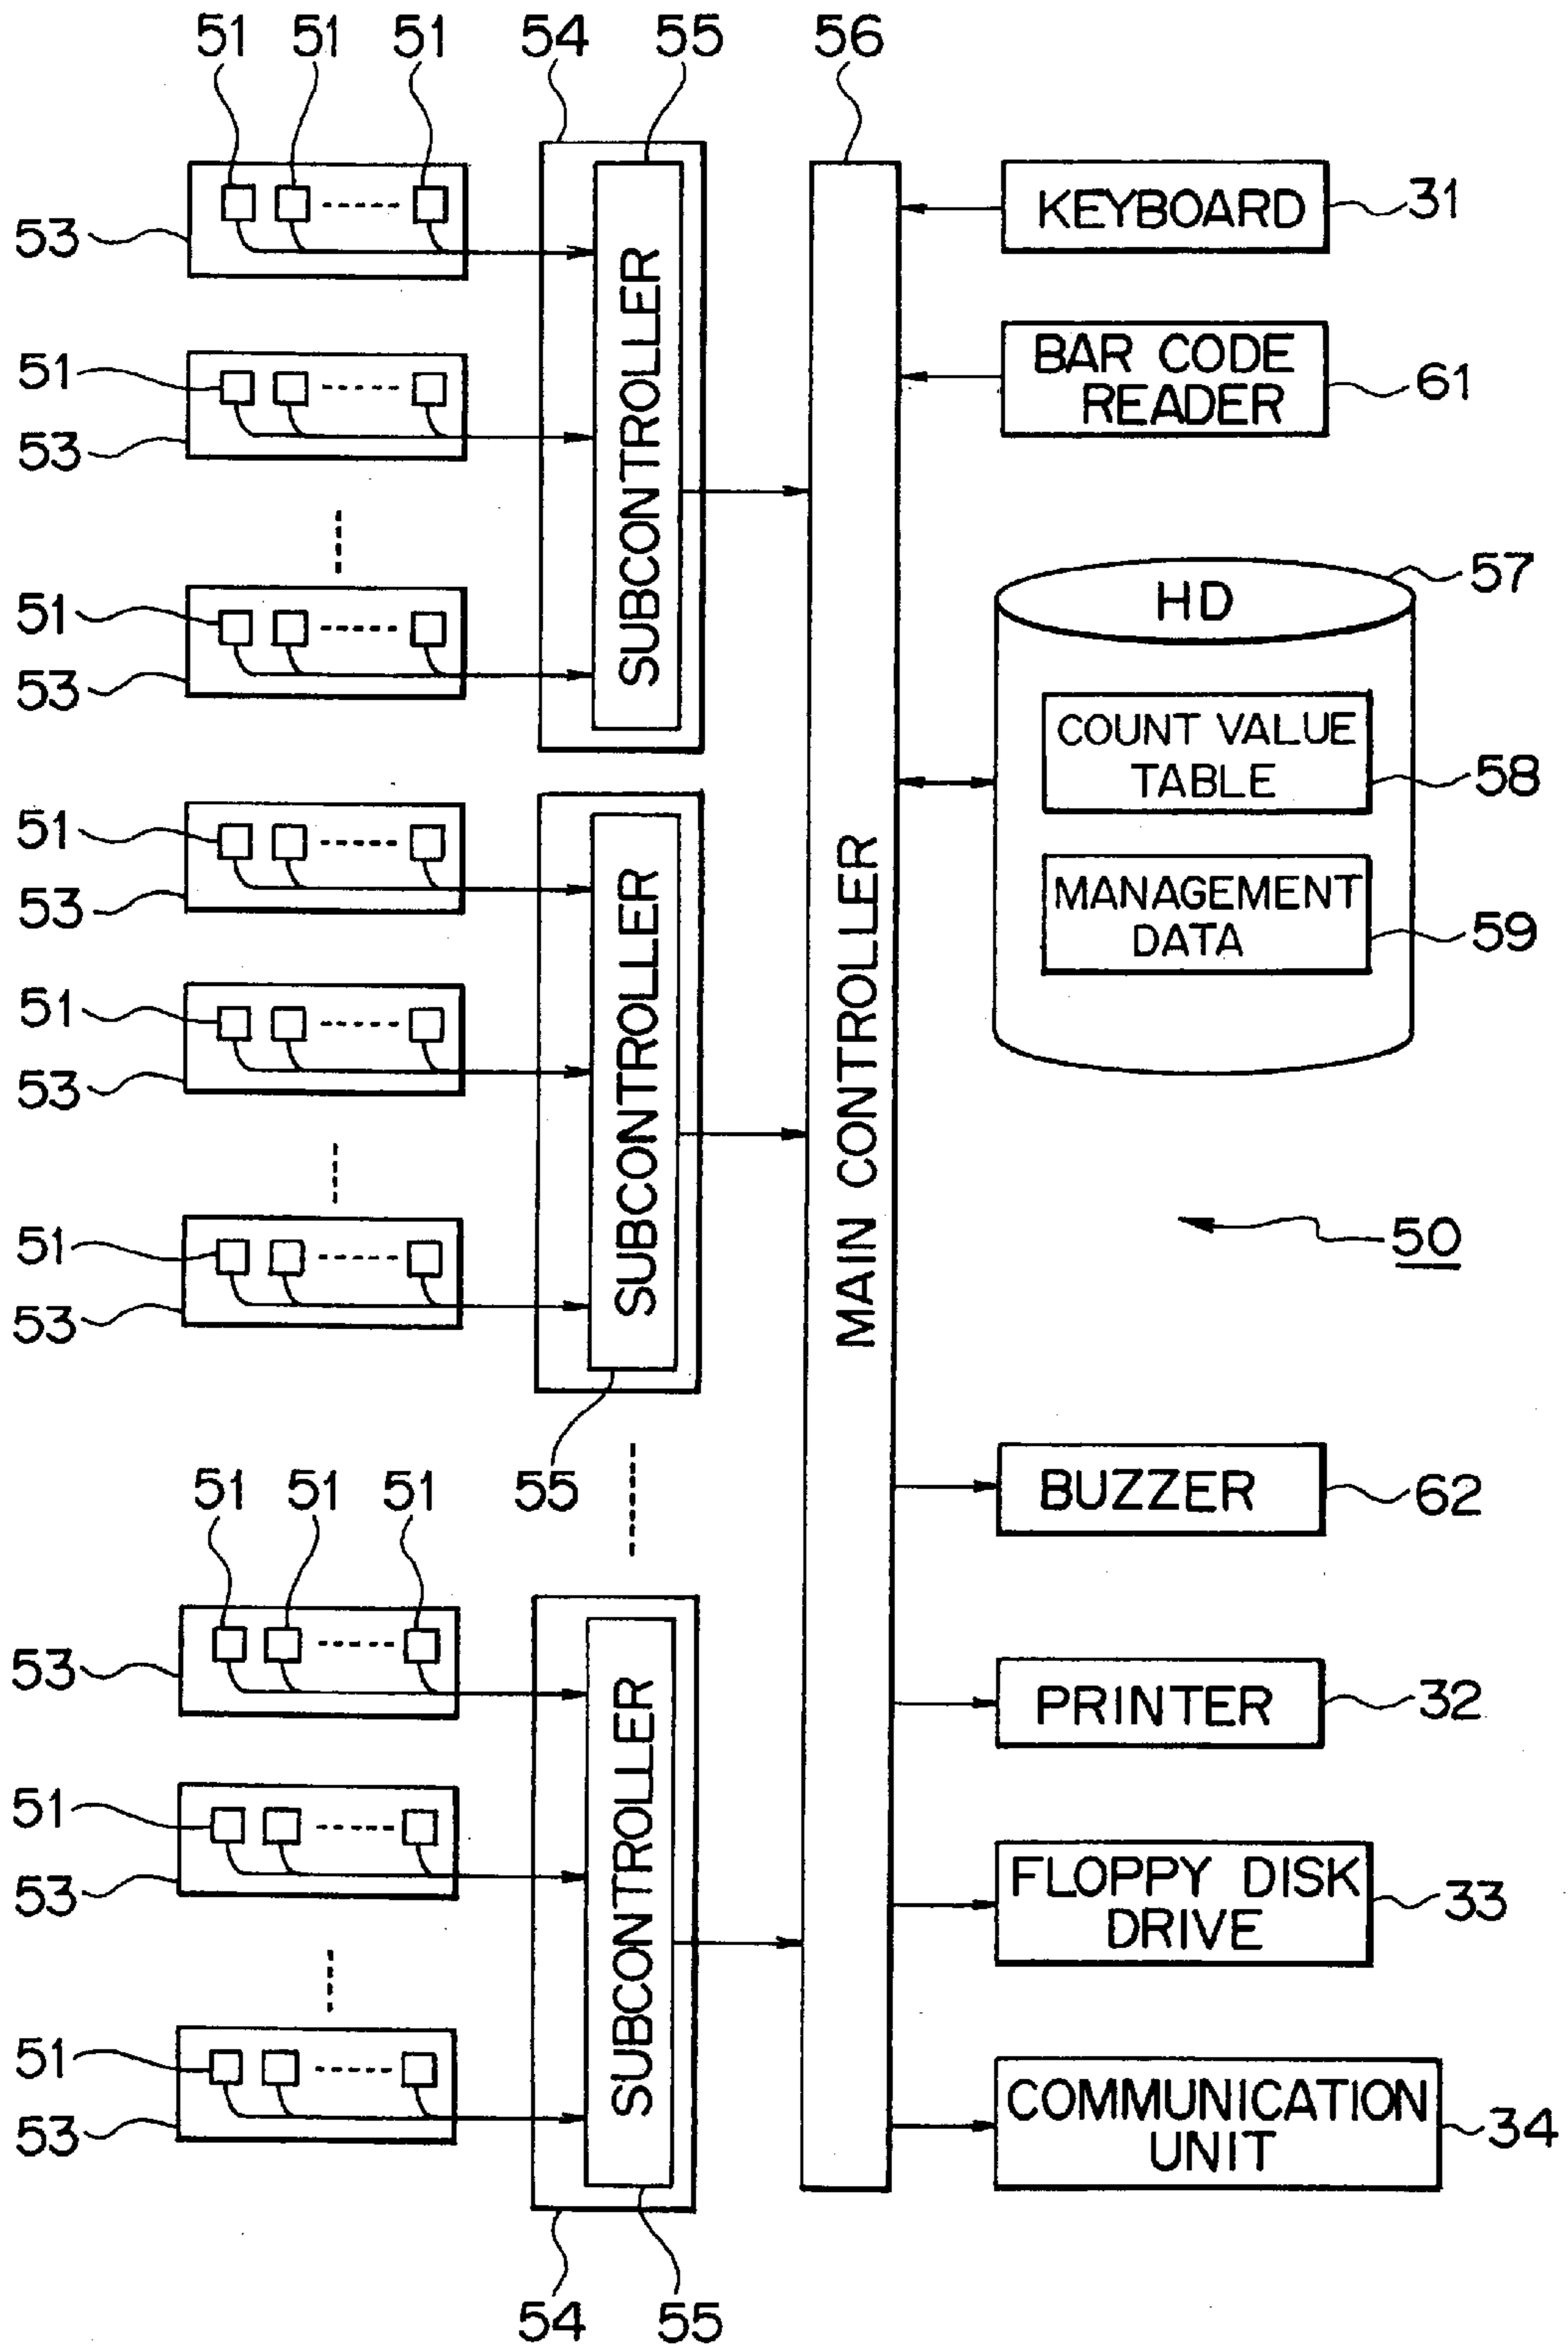 51 51 51 54 55 56
53
51
53
51
53
SUBCONTROLLER
51
53
51
53
51
53
SUBCONTROLLER
55
51 51 51
53
51
53
51
53
SUBCONTROLLER
54 55
MAIN CONTROLLER
KEYBOARD 31
BAR CODE
READER 61
HD 57
COUNT VALUE
TABLE 58
MANAGEMENT
DATA 59
50
BUZZER 62
PRINTER 32
FLOPPY DISK
DRIVE 33
COMMUNICATION
UNIT 34